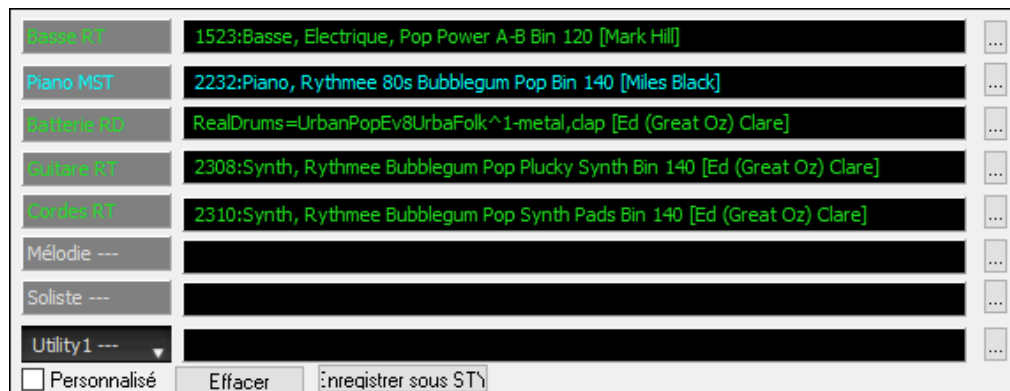 Basse RT 1523:Basse, Electrique, Pop Power A-B Bin 120 [Mark Hill] ...
Piano MST 2232:Piano, Rythmee 80s Bubblegum Pop Bin 140 [Miles Black] ...
Batterie RD RealDrums=UrbanPopEv8UrbaFolk^1-metal,clap [Ed (Great Oz) Clare] ...
Guitare RT 2308:Synth, Rythmee Bubblegum Pop Plucky Synth Bin 140 [Ed (Great Oz) Clare] ...
Cordes RT 2310:Synth, Rythmee Bubblegum Pop Synth Pads Bin 140 [Ed (Great Oz) Clare] ...
Mélodie --- ...
Soliste --- ...
Utility1 --- ...
Personnalisé Effacer Enregistrer sous STY